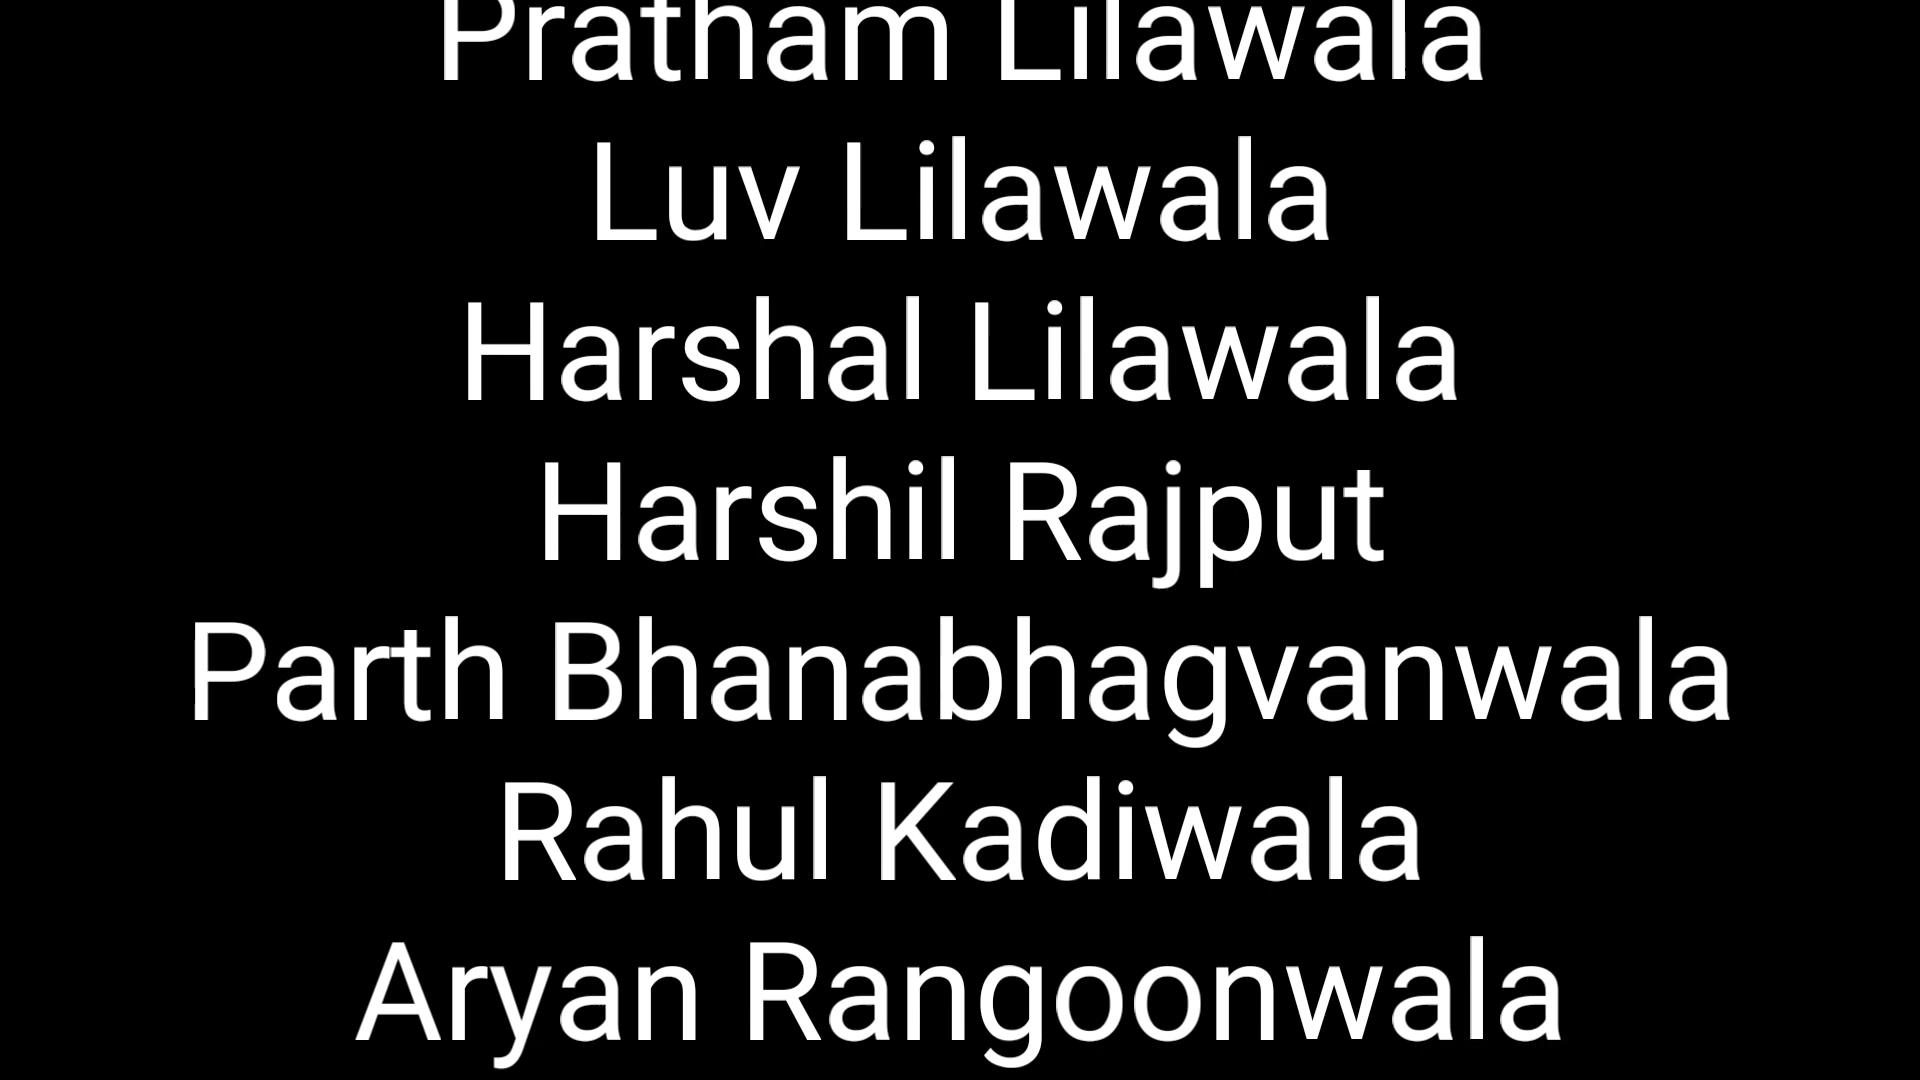 Pratham Lilawala
Luv Lilawala
Harshal Lilawala
Harshil Rajput
Parth Bhanabhagvanwala
Rahul Kadiwala
Aryan Rangoonwala